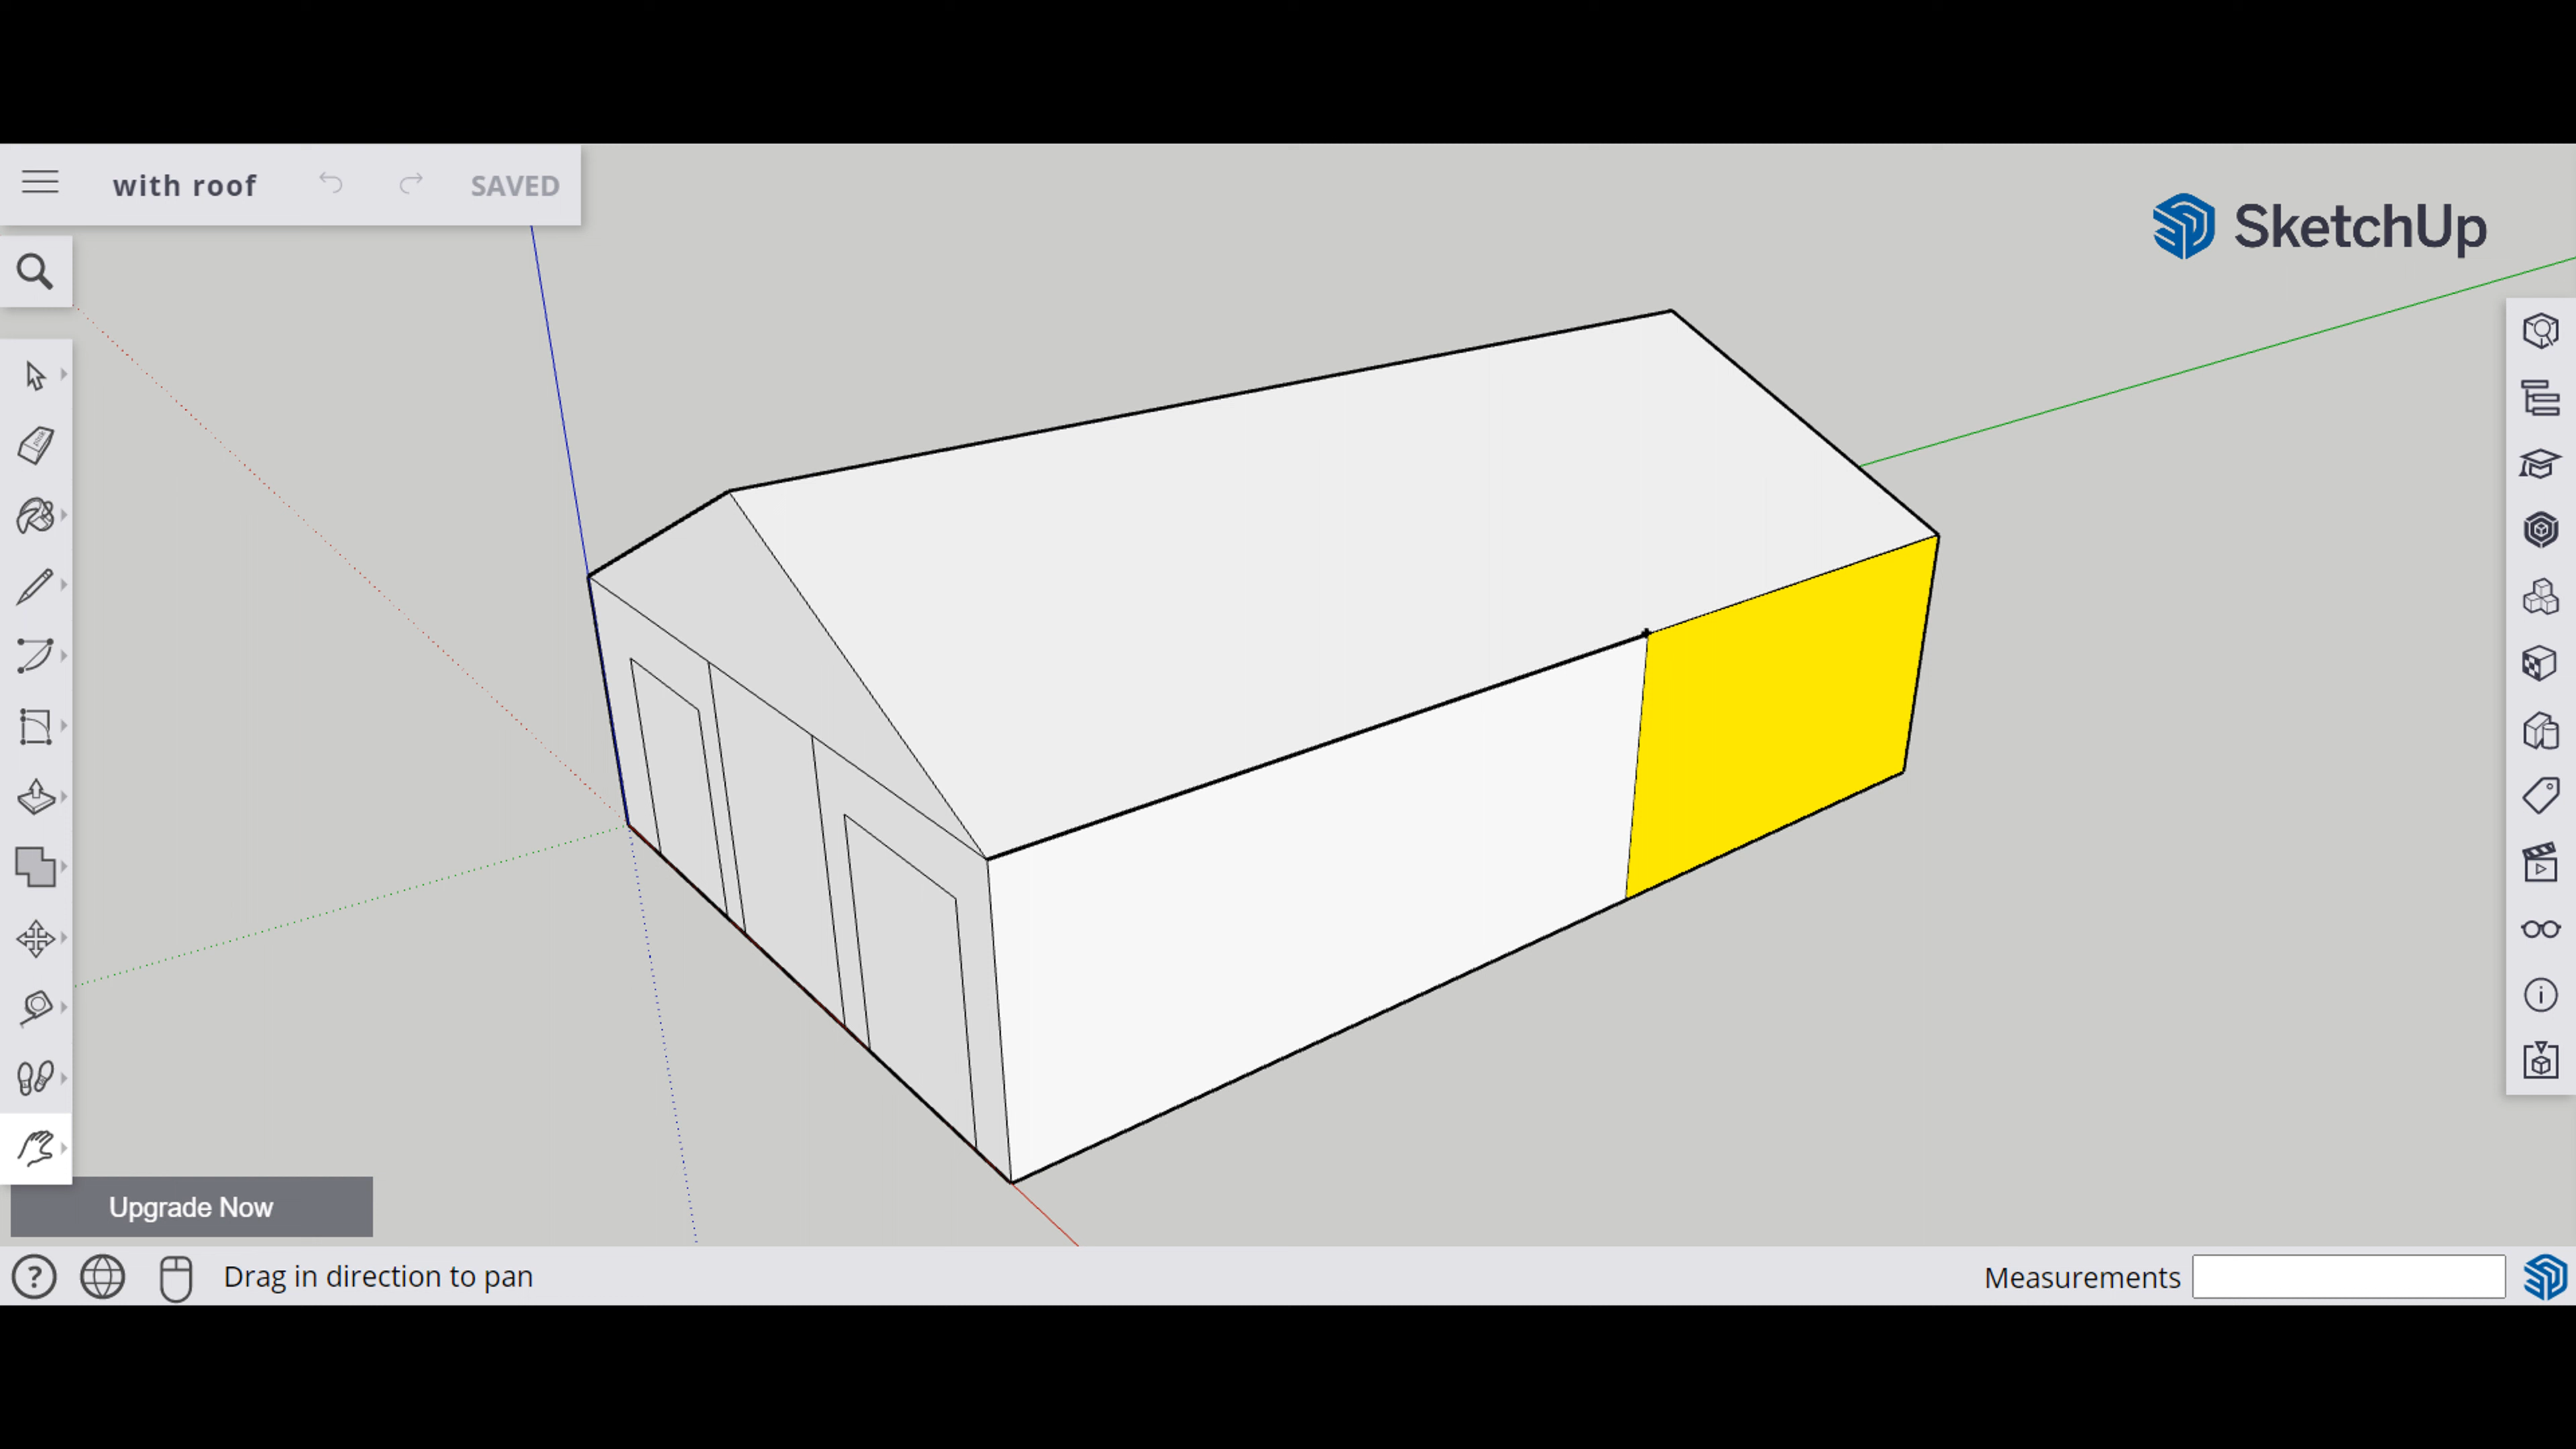 with roof SAVED
SketchUp
Upgrade Now
Drag in direction to pan
Measurements